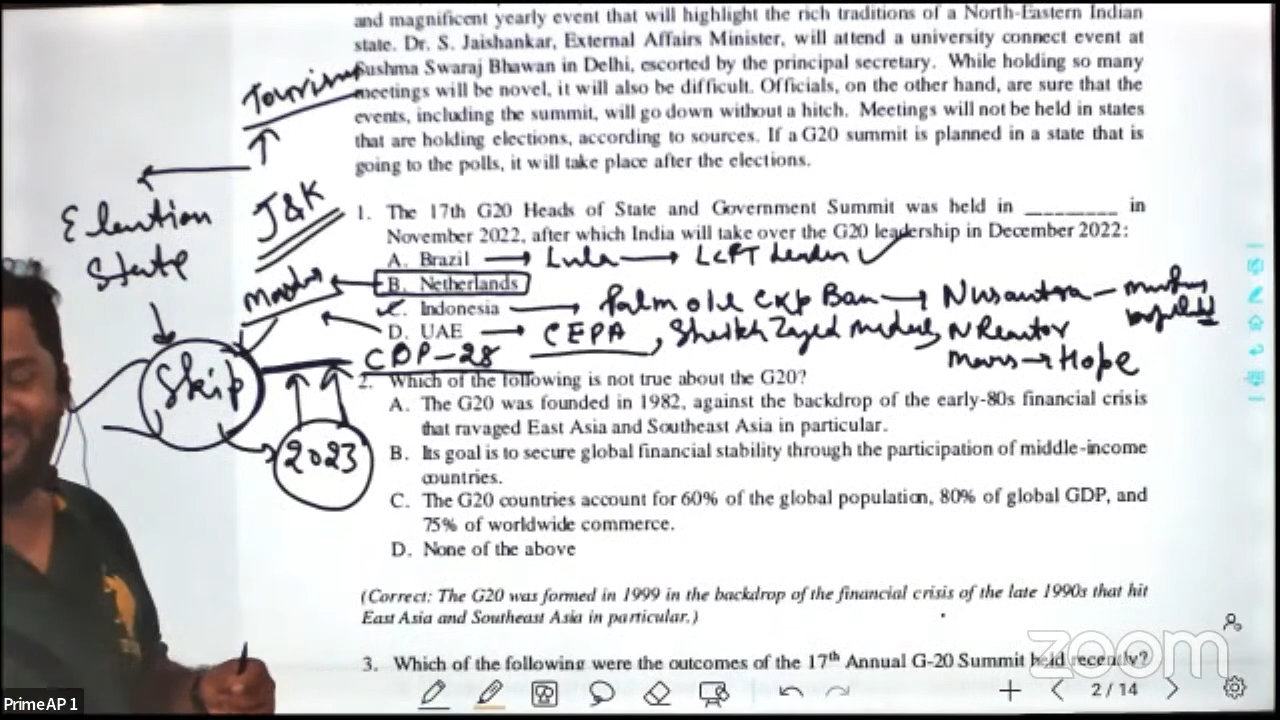 and magnificent yearly event that will highlight the rich traditions of a North-Eastern Indian
state. Dr. S. Jaishankar, External Affairs Minister, will attend a university connect event at
Sushma Swaraj Bhawan in Delhi, escorted by the principal secretary. While holding so many
meetings will be novel, it will also be difficult. Officials, on the other hand, are sure that the
events, including the summit, will go down without a hitch. Meetings will not be held in states
that are holding elections, according to sources. If a G20 summit is planned in a state that is
going to the polls, it will take place after the elections.
Tourism
Election
State
J&K
Skip
2023
1. The 17th G20 Heads of State and Government Summit was held in _________ in
November 2022, after which India will take over the G20 leadership in December 2022:
A. Brazil → Lula → Left Leader
B. Netherlands
C. Indonesia → Palm oil Exp Ban → Nusantra –
D. UAE → CEPA, Sheikh Zayed N Reactor
COP-28
Mars → Hope
2. Which of the following is not true about the G20?
A. The G20 was founded in 1982, against the backdrop of the early-80s financial crisis
that ravaged East Asia and Southeast Asia in particular.
B. Its goal is to secure global financial stability through the participation of middle-income
countries.
C. The G20 countries account for 60% of the global population, 80% of global GDP, and
75% of worldwide commerce.
D. None of the above
(Correct: The G20 was formed in 1999 in the backdrop of the financial crisis of the late 1990s that hit
East Asia and Southeast Asia in particular.)
3. Which of the following were the outcomes of the 17th Annual G-20 Summit held recently?
zoom
2 / 14
PrimeAP 1